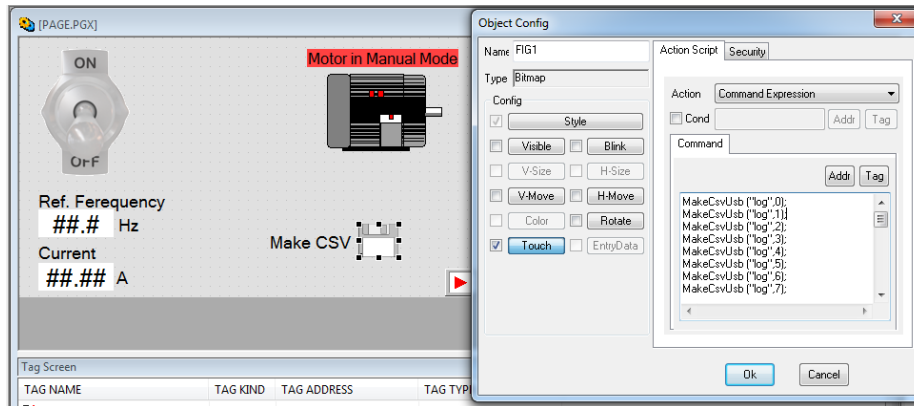 [PAGE.PGX]
ON
OFF
Motor in Manual Mode
Ref. Ferequency
##.# Hz
Current
##.## A
Make CSV
Tag Screen
TAG NAME TAG KIND TAG ADDRESS TAG TYP
Object Config
Name FIG1
Type Bitmap
Config
Style
Visible Blink
V-Size H-Size
V-Move H-Move
Color Rotate
Touch EntryData
Action Script Security
Action Command Expression
Cond Addr Tag
Command
Addr Tag
MakeCsvUsb ("log",0);
MakeCsvUsb ("log",1);
MakeCsvUsb ("log",2);
MakeCsvUsb ("log",3);
MakeCsvUsb ("log",4);
MakeCsvUsb ("log",5);
MakeCsvUsb ("log",6);
MakeCsvUsb ("log",7);
Ok Cancel